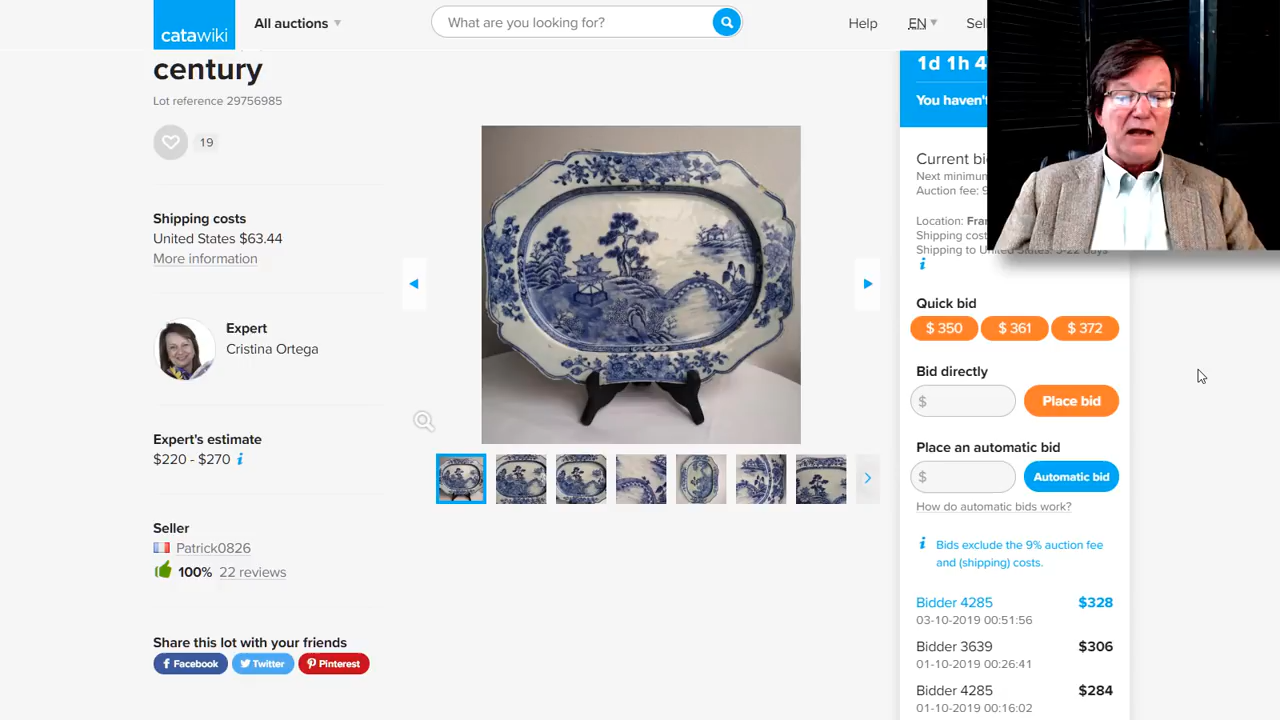 catawiki
All auctions
What are you looking for?
Help
EN
century
Lot reference 29756985
19
Shipping costs
United States $63.44
More information
Expert
Cristina Ortega
Expert's estimate
$220 - $270
Seller
Patrick0826
100% 22 reviews
Share this lot with your friends
Facebook
Twitter
Pinterest
1d 1h
You haven't
Current
Next minimum
Auction fee:
Location:
Shipping
Shipping to United States:
Quick bid
$ 350
$ 361
$ 372
Bid directly
$
Place bid
Place an automatic bid
$
Automatic bid
How do automatic bids work?
Bids exclude the 9% auction fee
and (shipping) costs.
Bidder 4285 $328
03-10-2019 00:51:56
Bidder 3639 $306
01-10-2019 00:26:41
Bidder 4285 $284
01-10-2019 00:16:02